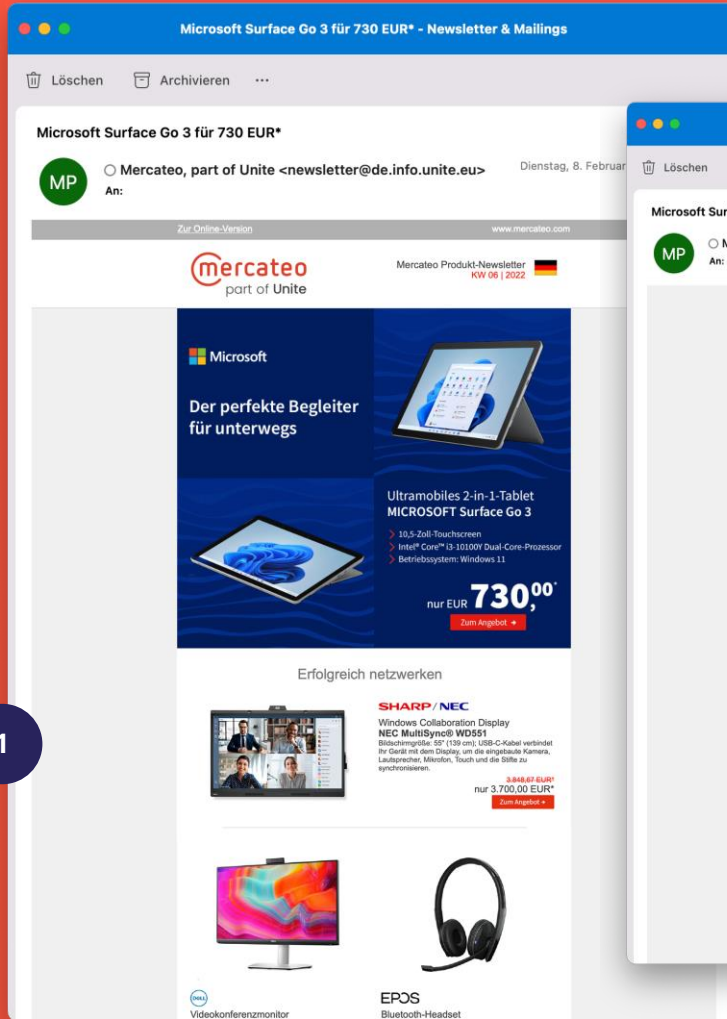 Microsoft Surface Go 3 für 730 EUR* - Newsletter & Mailings
Löschen
Archivieren
...
Microsoft Surface Go 3 für 730 EUR*
MP
Mercateo, part of Unite <newsletter@de.info.unite.eu>
Dienstag, 8. Februar
An:
Zur Online-Version
www.mercateo.com
mercateo
part of Unite
Mercateo Produkt-Newsletter
KW 06 | 2022
Microsoft
Der perfekte Begleiter
für unterwegs
Ultramobiles 2-in-1-Tablet
MICROSOFT Surface Go 3
10,5-Zoll-Touchscreen
Intel® Core™ i3-10100Y Dual-Core-Prozessor
Betriebssystem: Windows 11
nur EUR 730,00*
Zum Angebot →
Erfolgreich netzwerken
SHARP/NEC
Windows Collaboration Display
NEC MultiSync® WD551
Bildschirmgröße: 55" (139 cm); USB-C-Kabel verbindet
Ihr Gerät mit dem Display, um die eingebaute Kamera,
Lautsprecher, Mikrofon, Touch und die Stifte zu
synchronisieren.
3.848,67 EUR*
nur 3.700,00 EUR*
Zum Angebot →
1
DELL
Videokonferenzmonitor
EPOS
Bluetooth-Headset
Löschen
Microsoft Sur
MP
M
An: